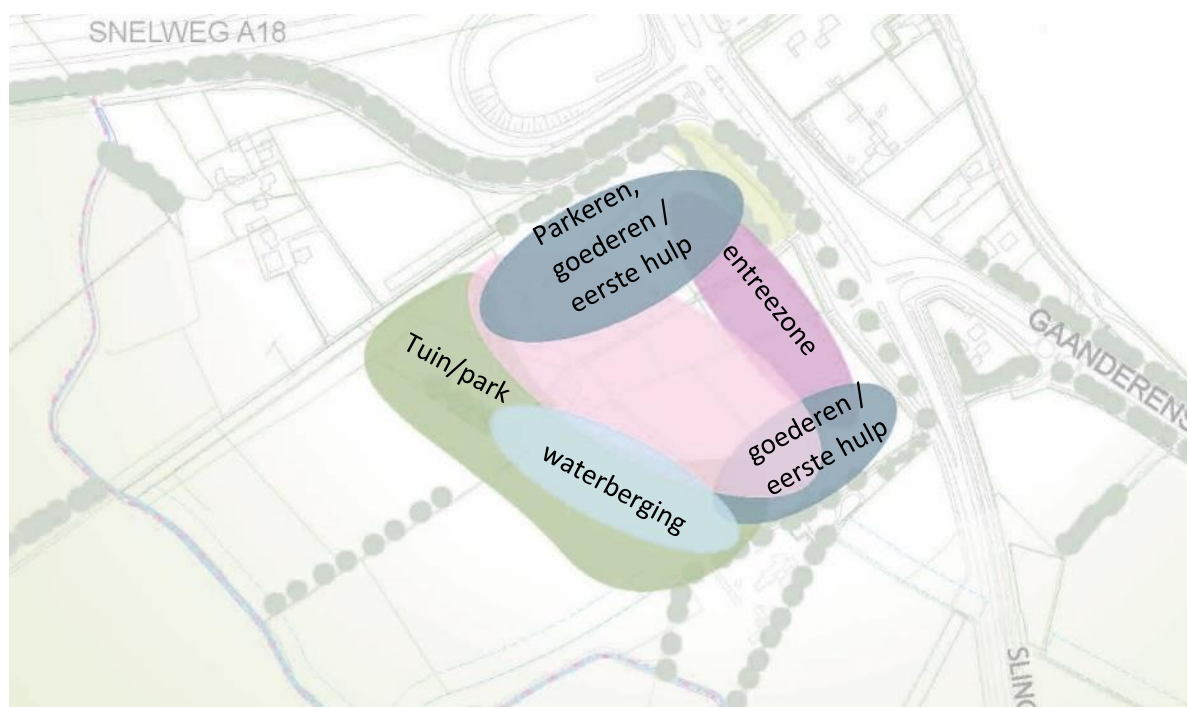 SNELWEG A18
Parkeren,
goederen /
eerste hulp
entreezone
GAANDERENS
Tuin/park
goederen /
eerste hulp
waterberging
SLING